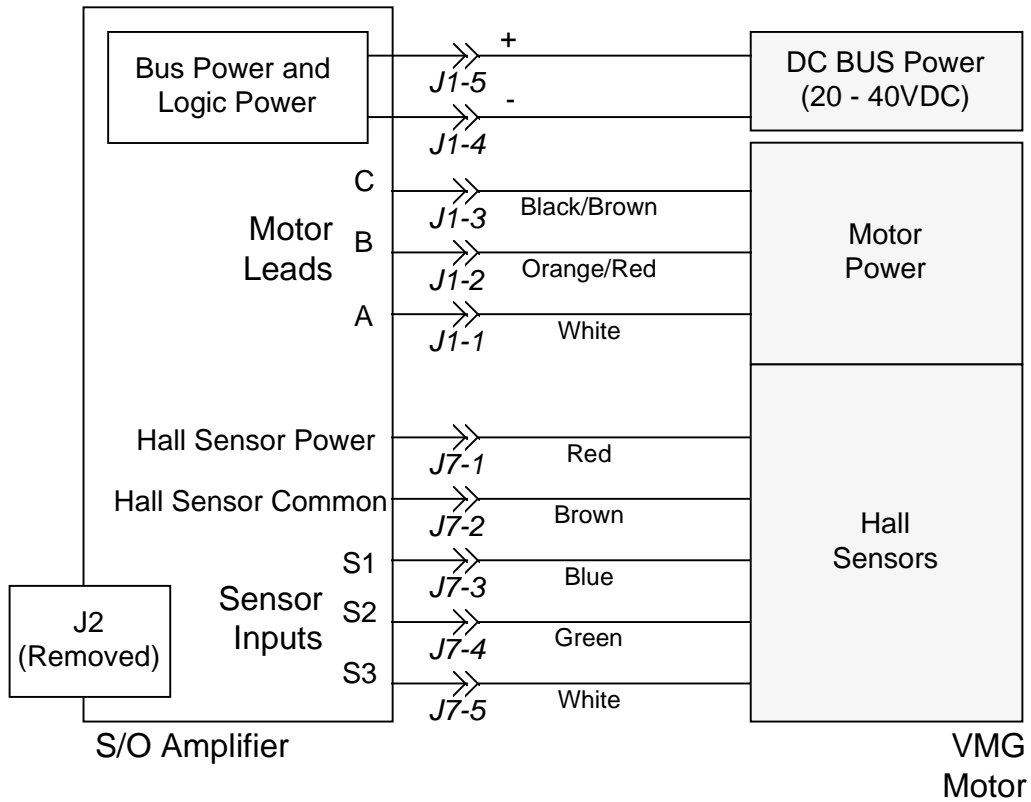 Bus Power and
Logic Power
+
J1-5
-
J1-4
DC BUS Power
(20 - 40VDC)
Motor
Leads
C
J1-3
Black/Brown
B
J1-2
Orange/Red
A
J1-1
White
Motor
Power
Hall Sensor Power
J7-1
Red
Hall Sensor Common
J7-2
Brown
Sensor
Inputs
S1
J7-3
Blue
S2
J7-4
Green
S3
J7-5
White
Hall
Sensors
J2
(Removed)
S/O Amplifier
VMG
Motor